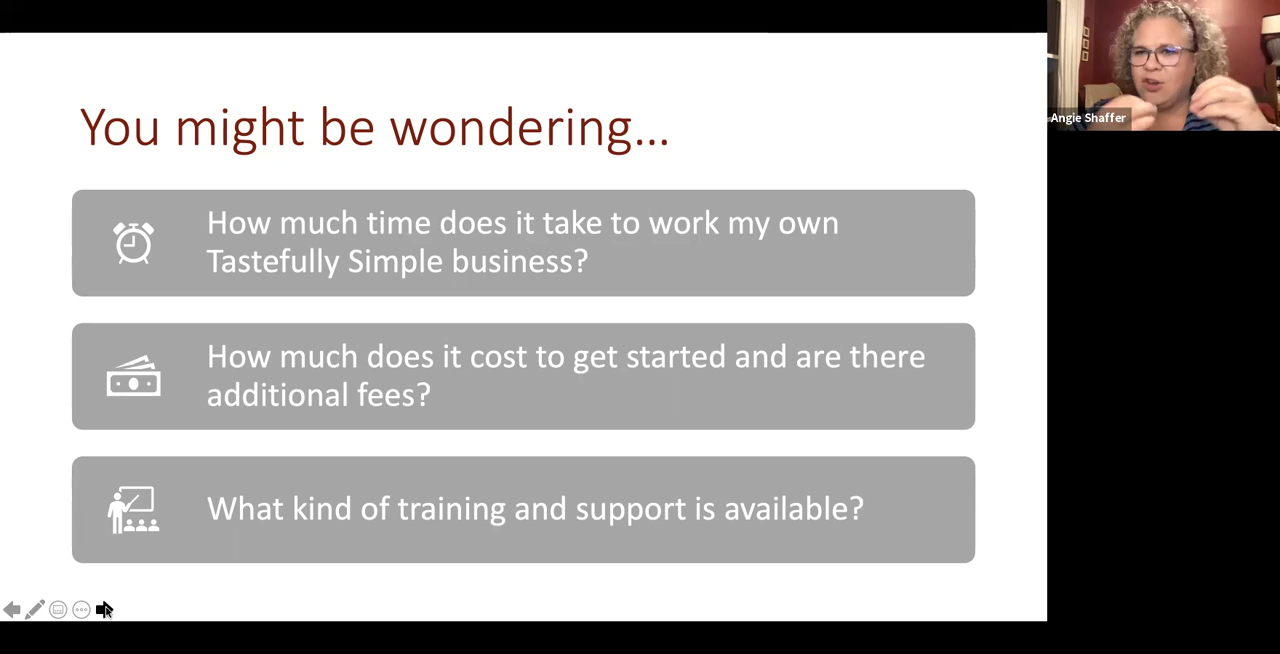 You might be wondering...
How much time does it take to work my own
Tastefully Simple business?
How much does it cost to get started and are there
additional fees?
What kind of training and support is available?
Angie Shaffer